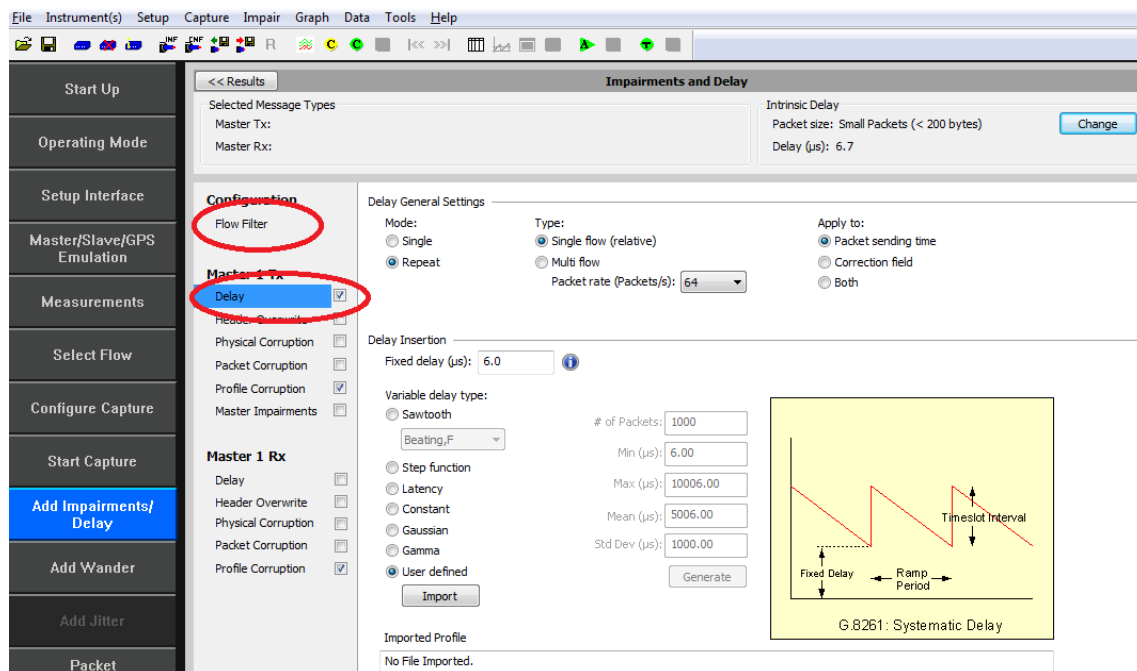 File Instrument(s) Setup Capture Impair Graph Data Tools Help
INF CNF R C C A T
Start Up
Operating Mode
Setup Interface
Master/Slave/GPS
Emulation
Measurements
Select Flow
Configure Capture
Start Capture
Add Impairments/
Delay
Add Wander
Add Jitter
Packet
<< Results
Impairments and Delay
Selected Message Types
Master Tx:
Master Rx:
Intrinsic Delay
Packet size: Small Packets (< 200 bytes)
Change
Delay (µs): 6.7
Configuration
Flow Filter
Master 1 Tx
Delay
Header Overwrite
Physical Corruption
Packet Corruption
Profile Corruption
Master Impairments
Master 1 Rx
Delay
Header Overwrite
Physical Corruption
Packet Corruption
Profile Corruption
Delay General Settings
Mode:
Single
Repeat
Type:
Single flow (relative)
Multi flow
Packet rate (Packets/s): 64
Apply to:
Packet sending time
Correction field
Both
Delay Insertion
Fixed delay (µs): 6.0
Variable delay type:
Sawtooth
Beating,F
Step function
Latency
Constant
Gaussian
Gamma
User defined
Import
# of Packets: 1000
Min (µs): 6.00
Max (µs): 10006.00
Mean (µs): 5006.00
Std Dev (µs): 1000.00
Generate
Timeslot Interval
Fixed Delay
Ramp
Period
G.8261: Systematic Delay
Imported Profile
No File Imported.